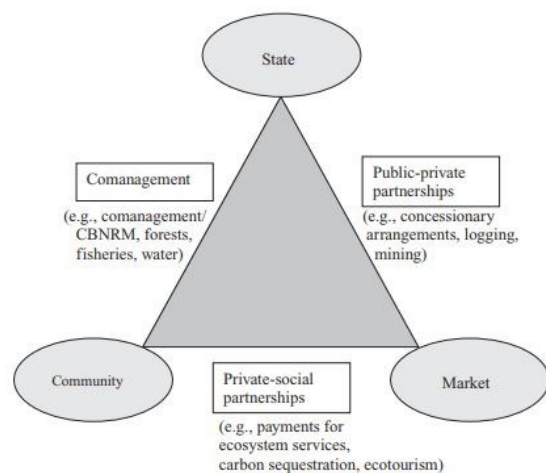 State
Comanagement
(e.g., comanagement/
CBNRM, forests,
fisheries, water)
Public-private
partnerships
(e.g., concessionary
arrangements, logging,
mining)
Community
Private-social
partnerships
(e.g., payments for
ecosystem services,
carbon sequestration, ecotourism)
Market